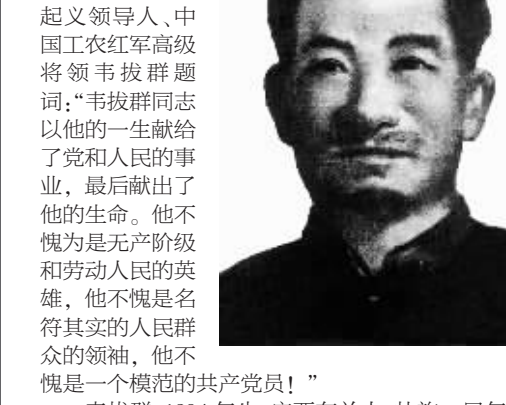 起义领导人、中
国工农红军高级
将领韦拔群题
词：“韦拔群同志
以他的一生献给
了党和人民的事
业，最后献出了
他的生命。他不
愧为是无产阶级
和劳动人民的英
雄，他不愧是名
符其实的人民群
众的领袖，他不
愧是一个模范的共产党员！”